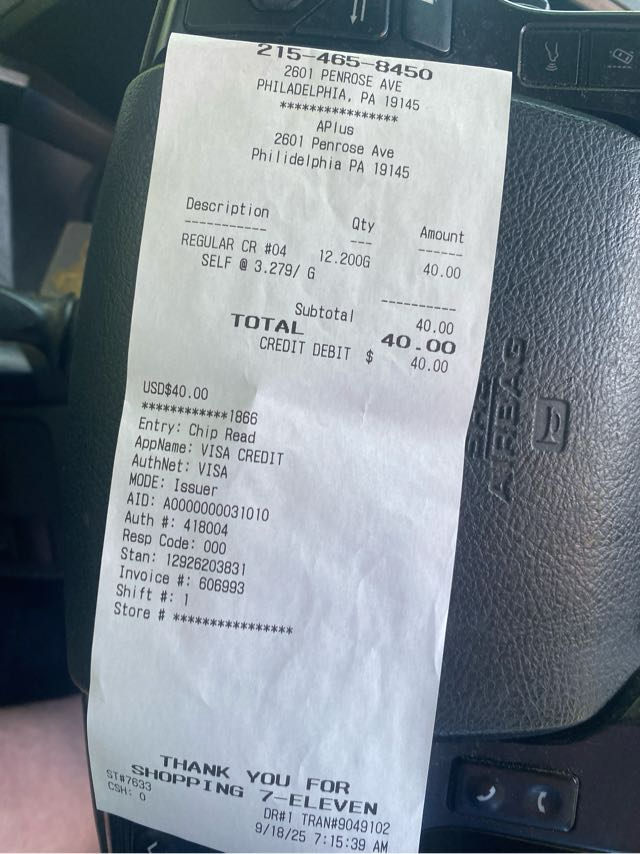 215-465-8450
2601 PENROSE AVE
PHILADELPHIA, PA 19145
*****************
APlus
2601 Penrose Ave
Philidelphia PA 19145
Description Qty Amount
----------- --- ------
REGULAR CR #04 12.200G 40.00
SELF @ 3.279/ G
----------
Subtotal 40.00
TOTAL 40.00
CREDIT DEBIT $ 40.00
USD$40.00
************1866
Entry: Chip Read
AppName: VISA CREDIT
AuthNet: VISA
MODE: Issuer
AID: A0000000031010
Auth #: 418004
Resp Code: 000
Stan: 12926203831
Invoice #: 606993
Shift #: 1
Store # ****************
THANK YOU FOR
SHOPPING 7-ELEVEN
ST#7633
CSH: 0 DR#1 TRAN#9049102
9/18/25 7:15:39 AM
AIRBAG